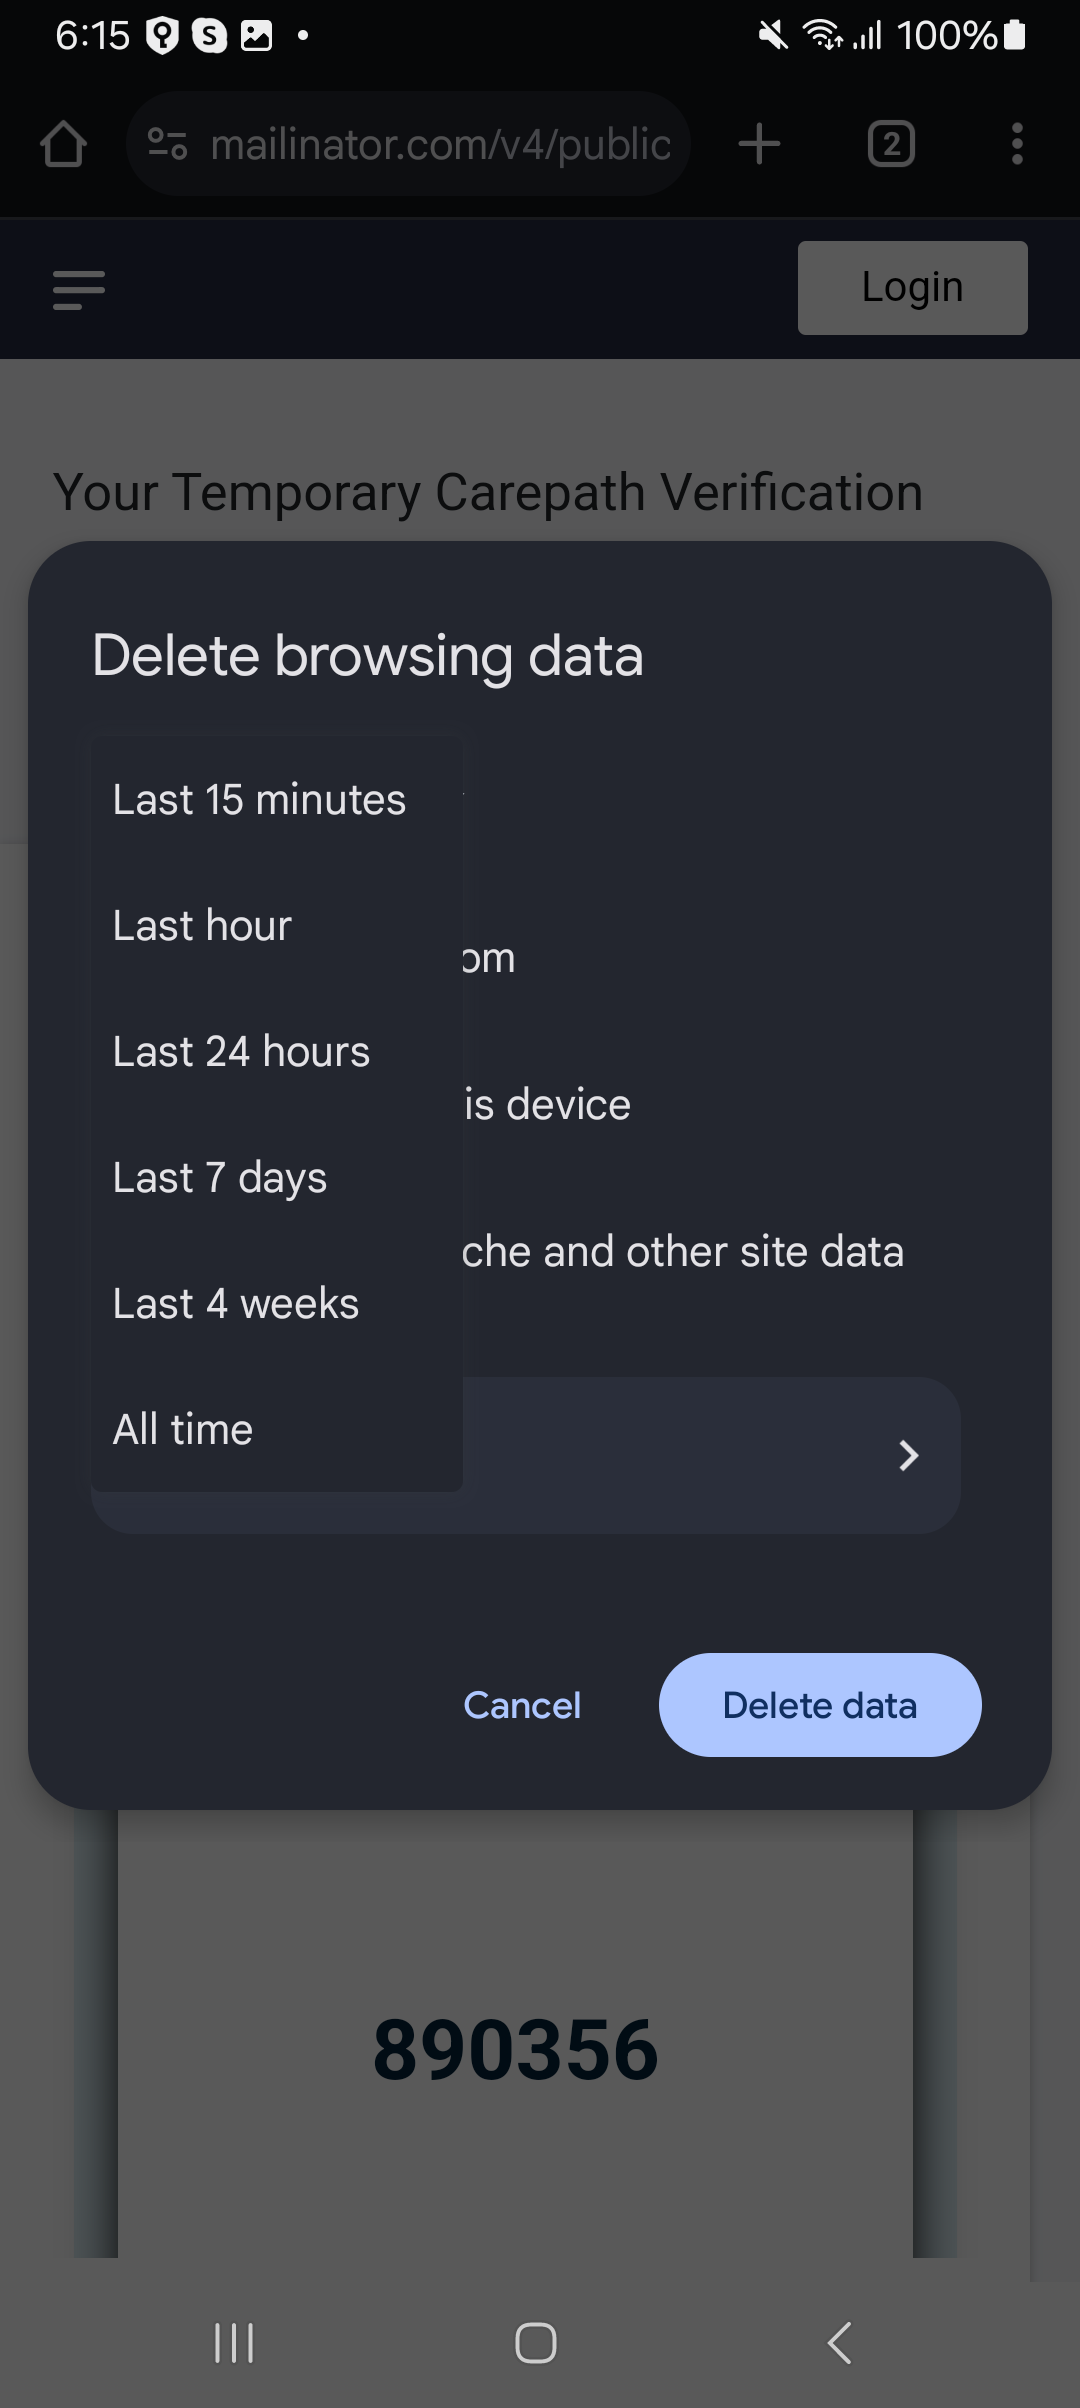 6:15
100%
mailinator.com/v4/public
2
Login
Your Temporary Carepath Verification
Delete browsing data
Last 15 minutes
Last hour
om
Last 24 hours
is device
Last 7 days
che and other site data
Last 4 weeks
All time
Cancel
Delete data
890356